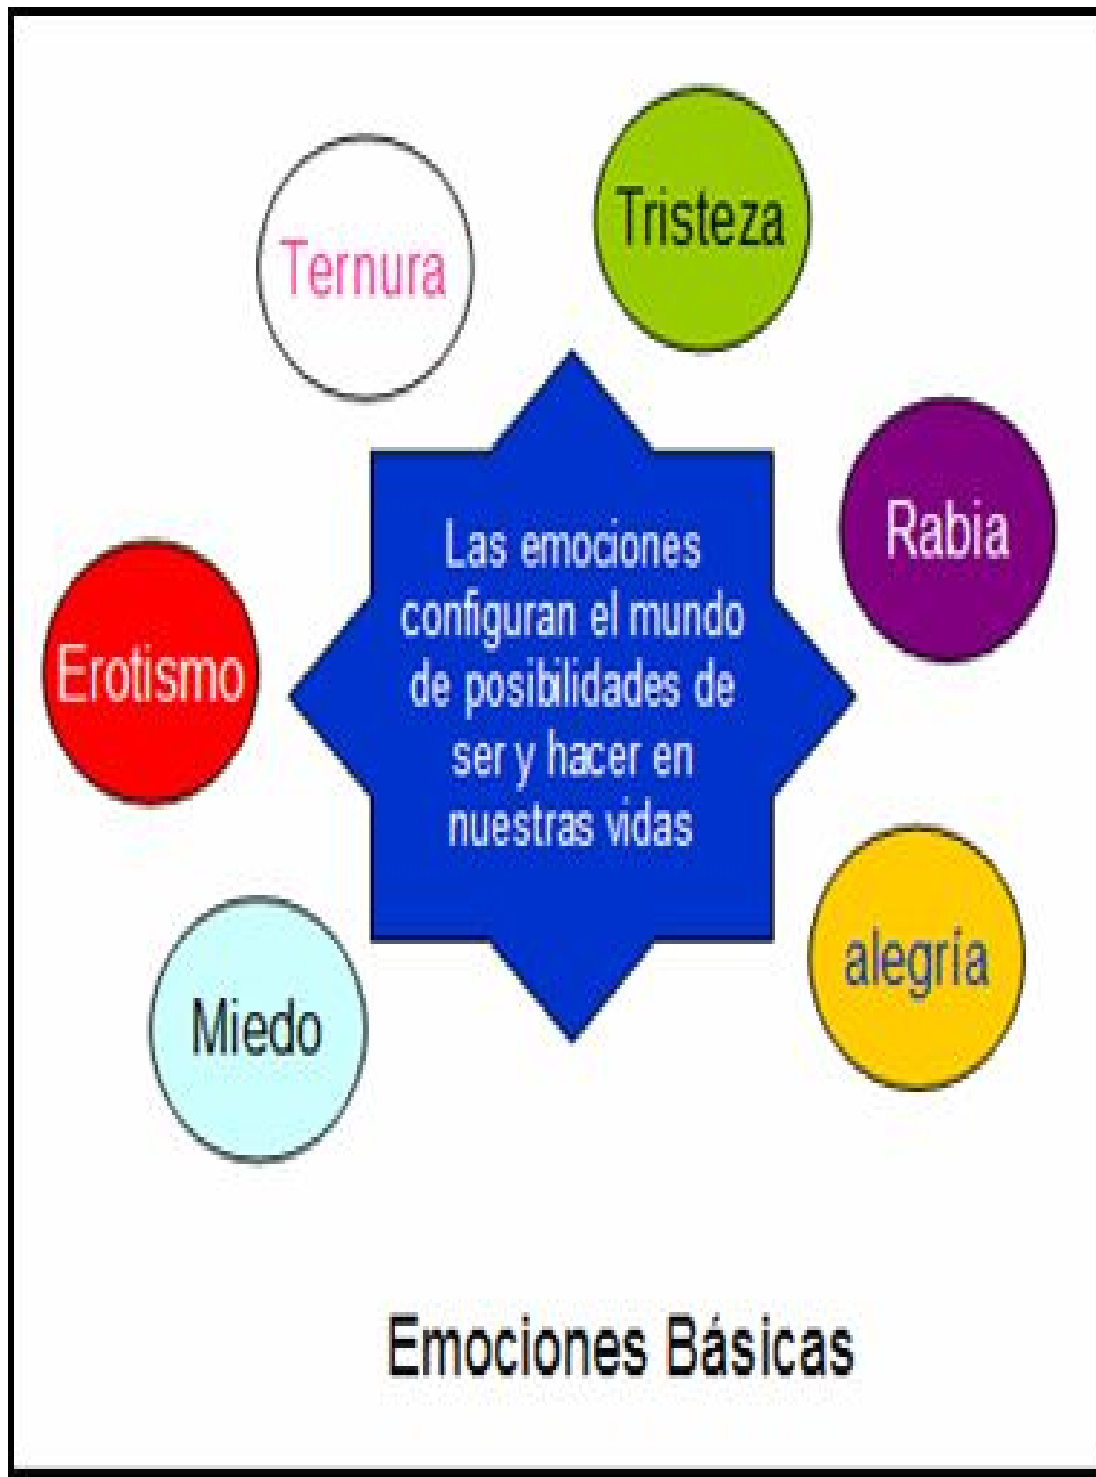 Ternura
Tristeza
Rabia
Las emociones
configuran el mundo
de posibilidades de
ser y hacer en
nuestras vidas
Erotismo
alegría
Miedo
Emociones Básicas